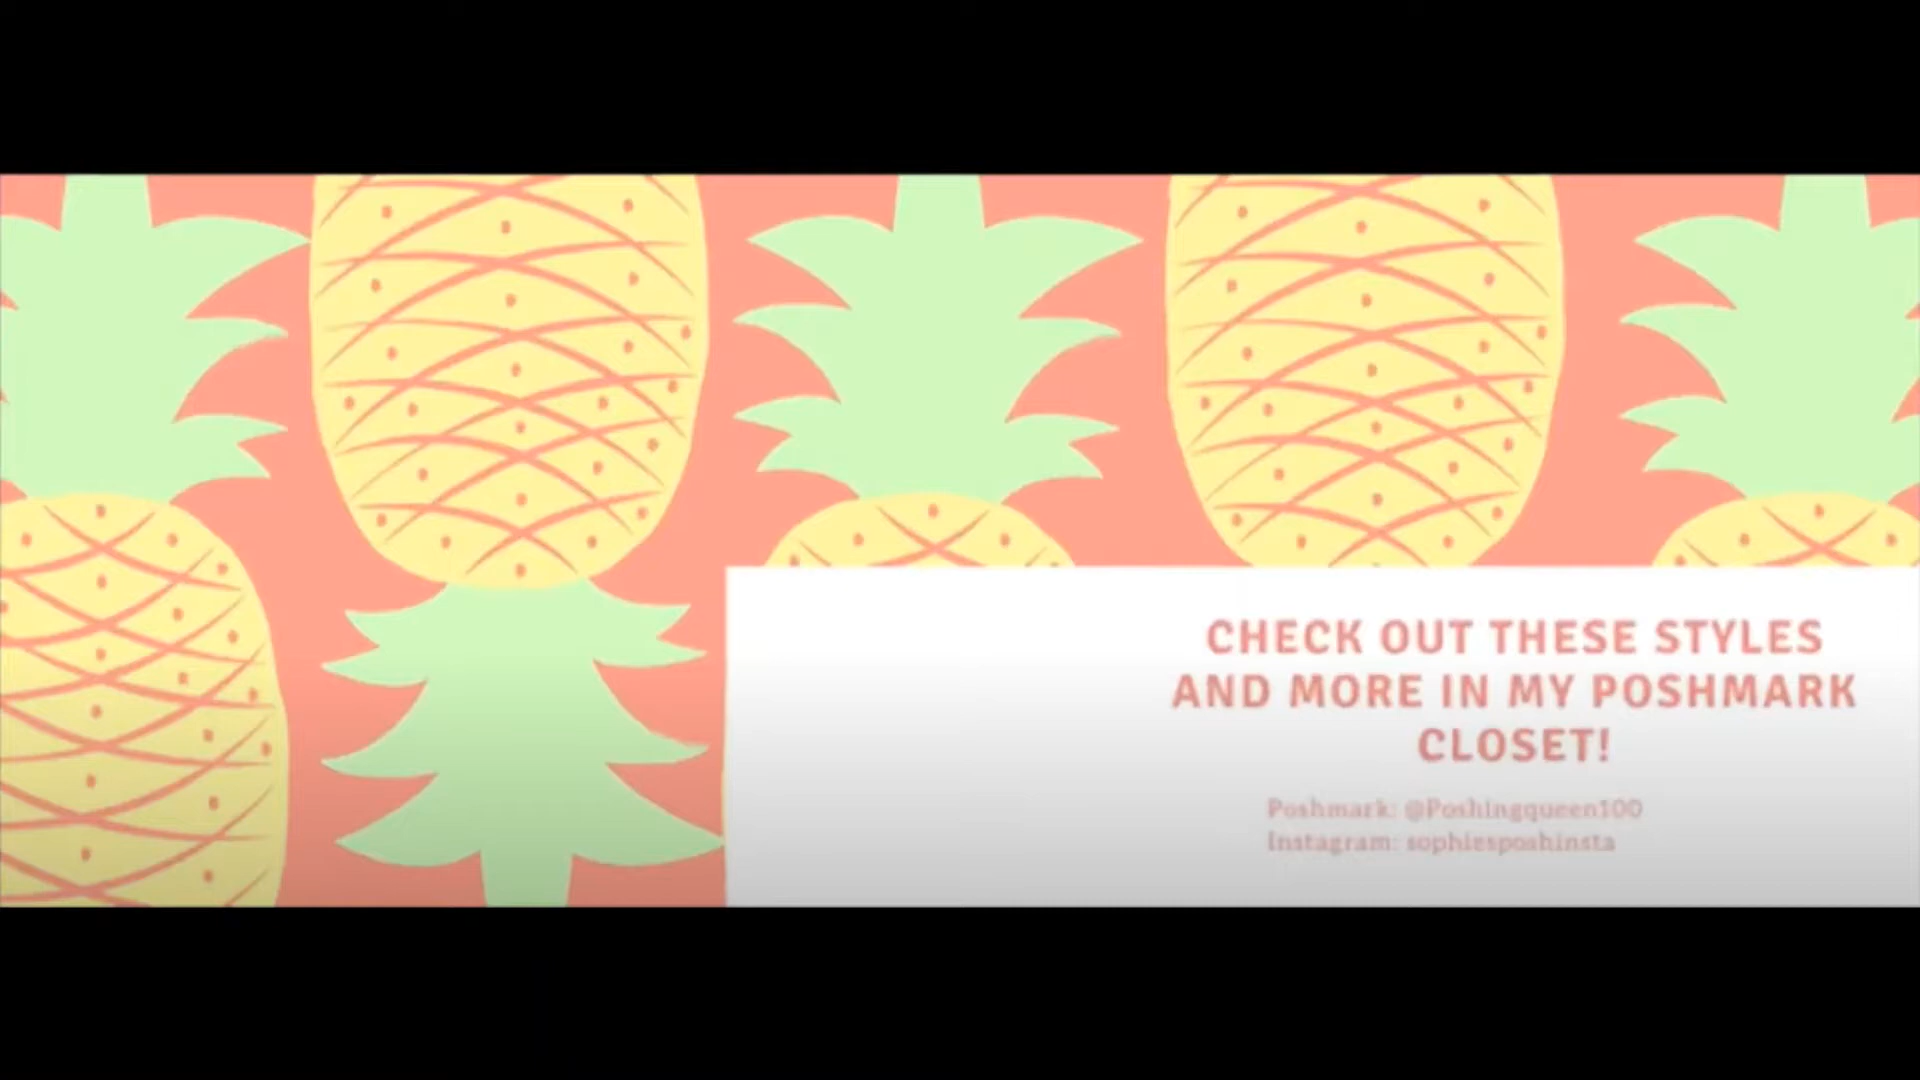 CHECK OUT THESE STYLES
AND MORE IN MY POSHMARK
CLOSET!
Poshmark: @Poshingqueen100
Instagram: sophiesposhinsta